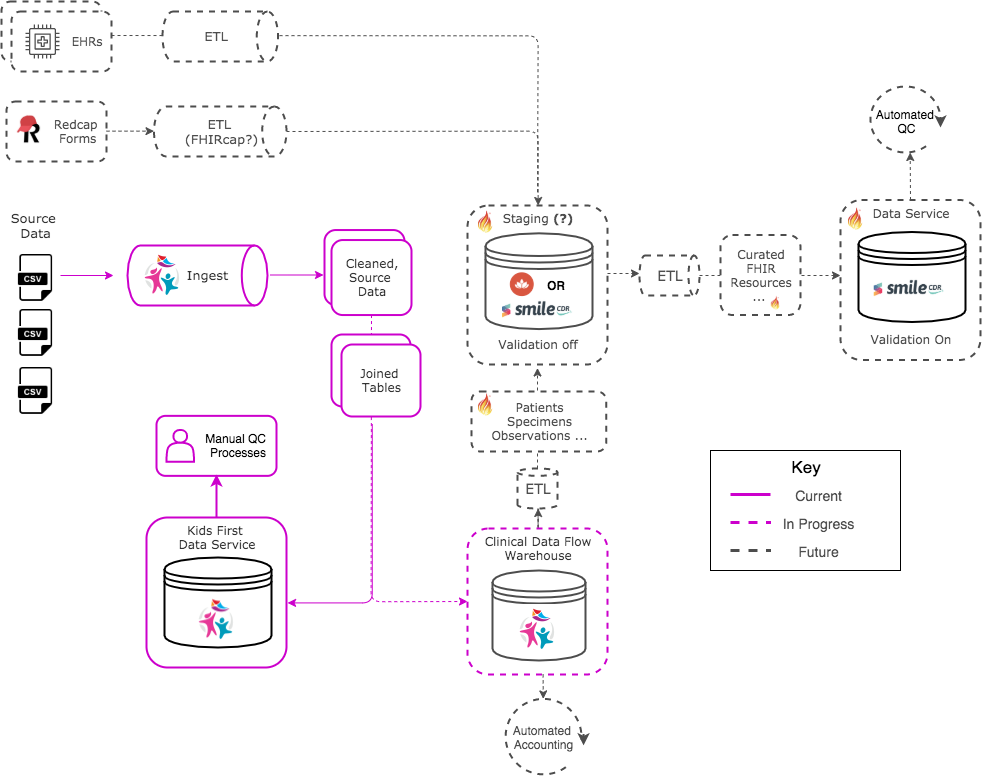 EHRs
ETL
Redcap
Forms
ETL
(FHIRcap?)
Automated
QC
Source
Data
CSV
CSV
CSV
Ingest
Cleaned,
Source
Data
Joined
Tables
Staging (?)
OR
smile CDR
Validation off
ETL
Curated
FHIR
Resources
...
Data Service
smile CDR
Validation On
Patients
Specimens
Observations ...
ETL
Manual QC
Processes
Kids First
Data Service
Clinical Data Flow
Warehouse
Automated
Accounting
Key
Current
In Progress
Future